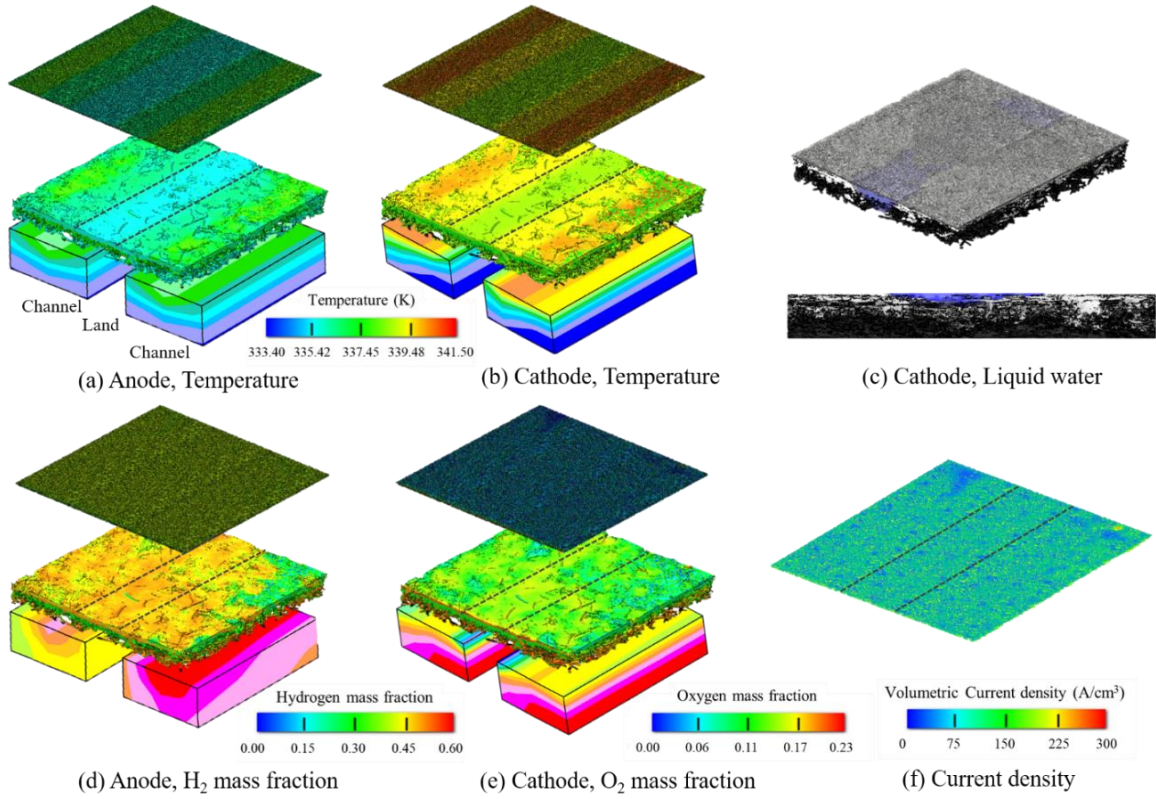 Channel
Land
Channel
Temperature (K)
333.40 335.42 337.45 339.48 341.50
(a) Anode, Temperature
(b) Cathode, Temperature
(c) Cathode, Liquid water
Hydrogen mass fraction
0.00 0.15 0.30 0.45 0.60
Oxygen mass fraction
0.00 0.06 0.11 0.17 0.23
Volumetric Current density (A/cm³)
0 75 150 225 300
(d) Anode, H₂ mass fraction
(e) Cathode, O₂ mass fraction
(f) Current density